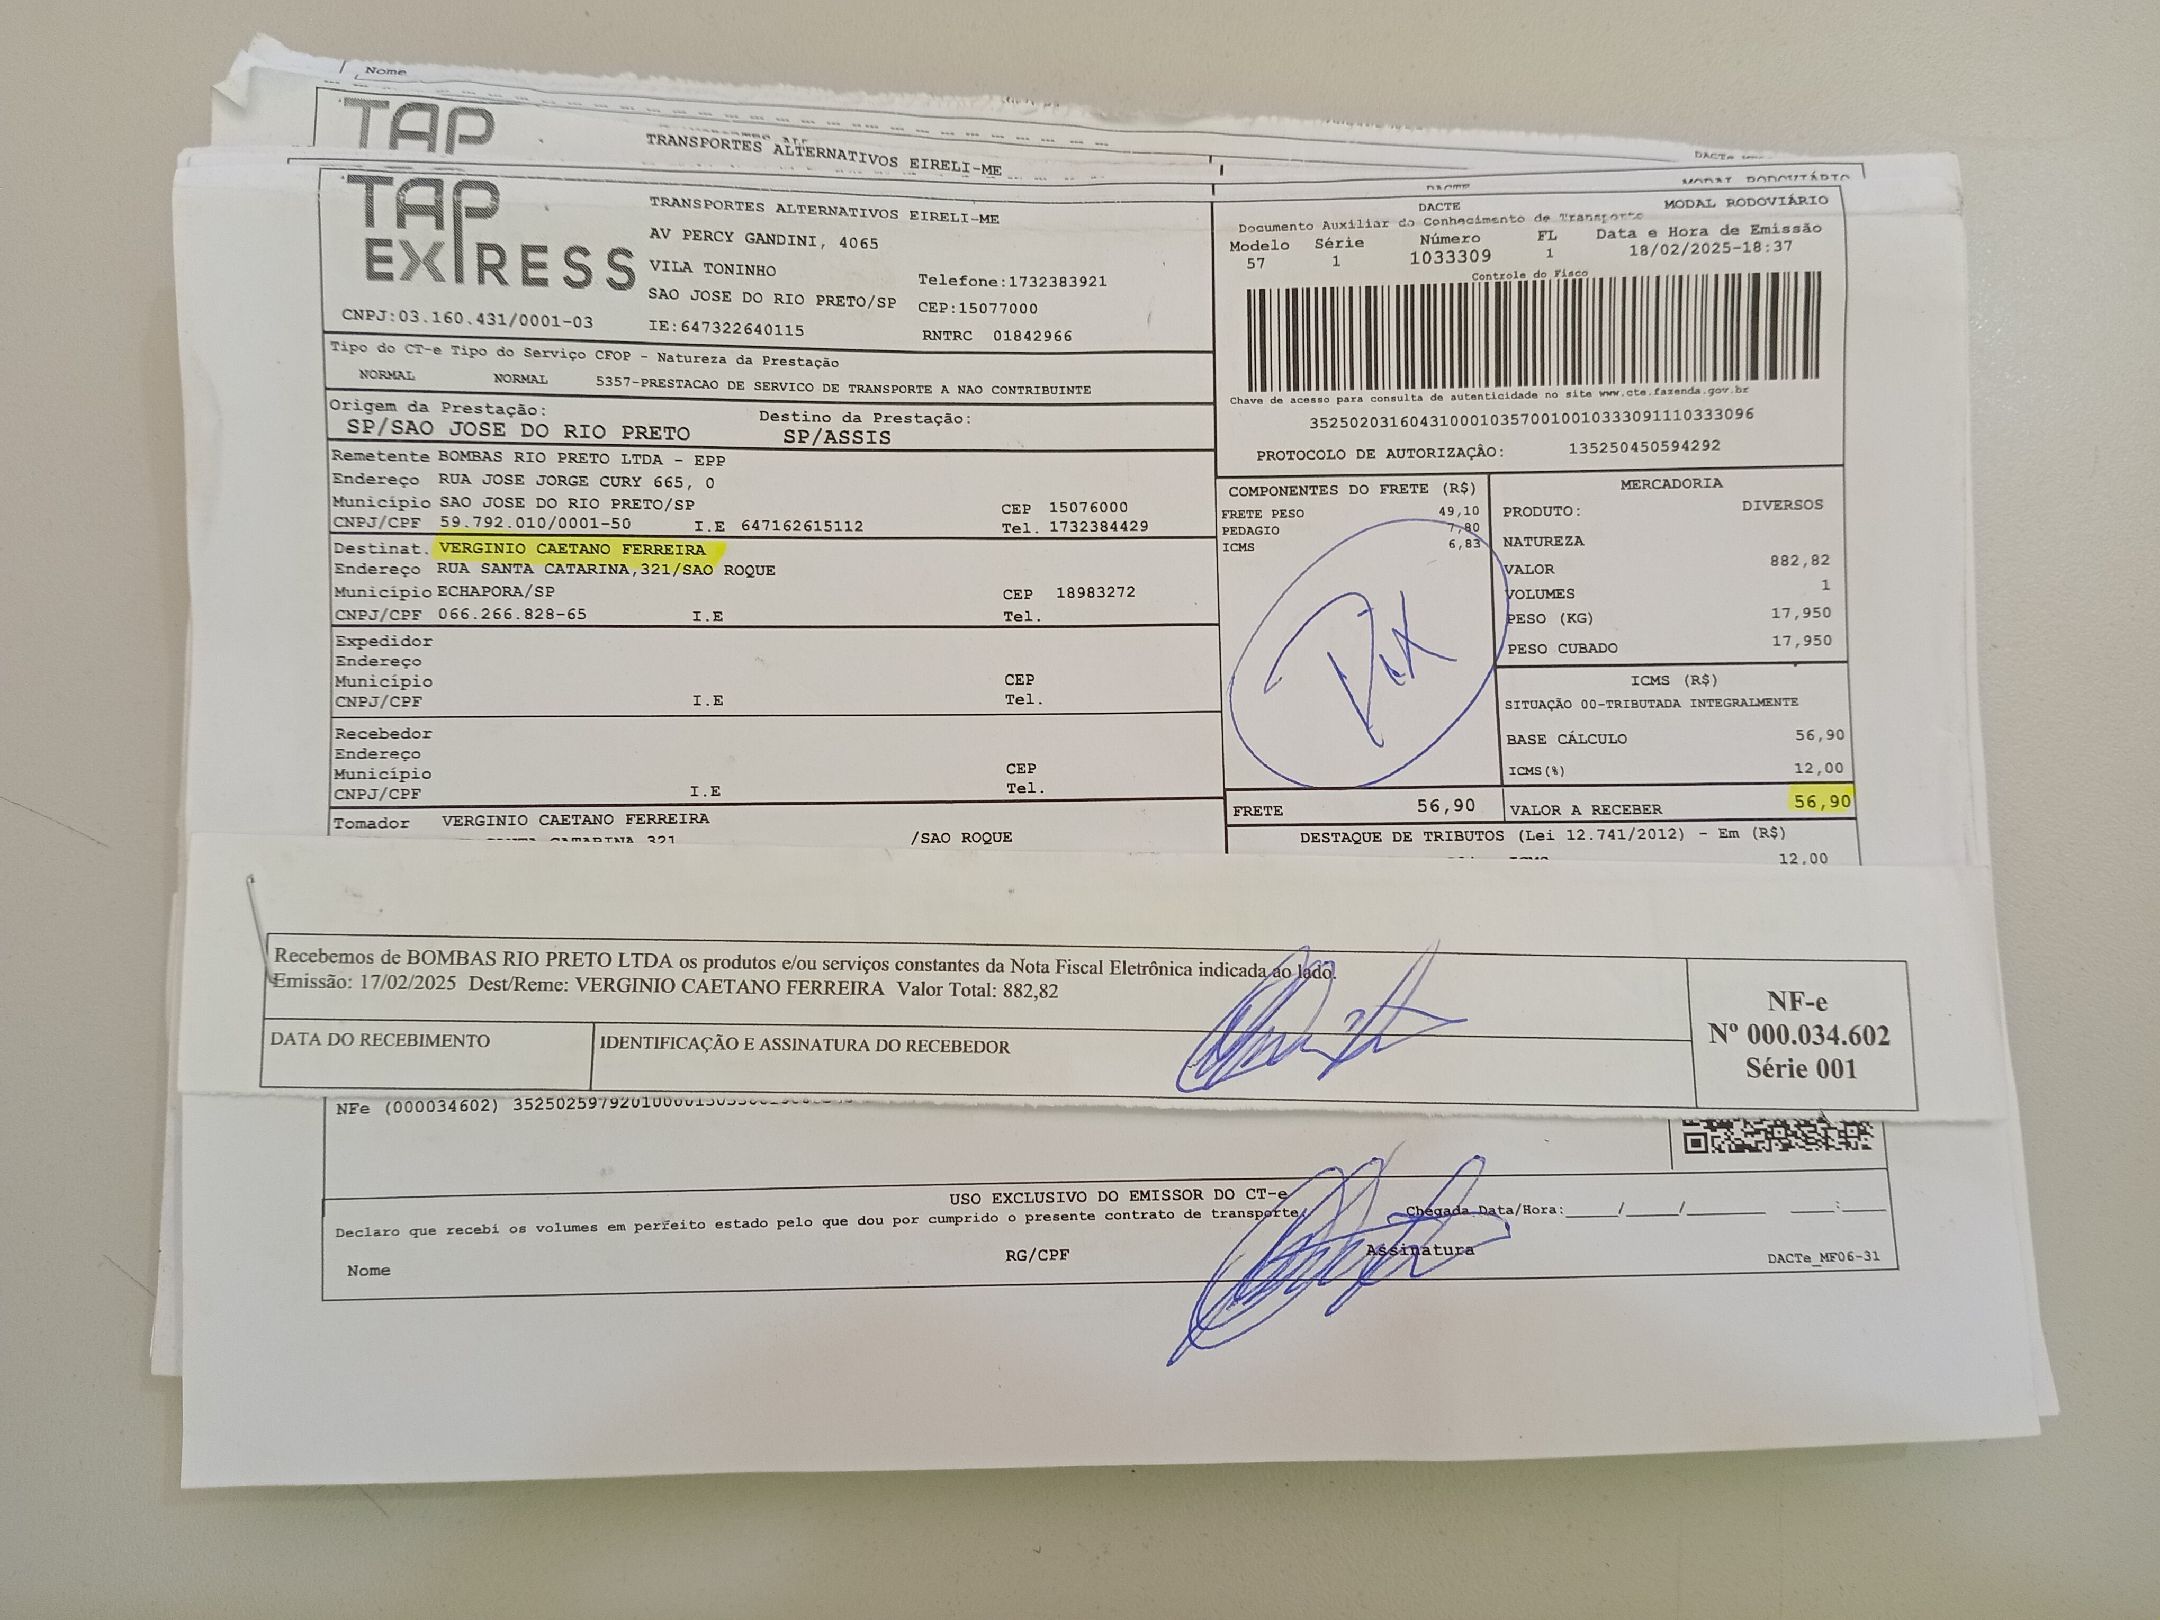 Nome
TAP
TRANSPORTES ALTERNATIVOS EIRELI-ME
MODAL RODOVIÁRIO
TAP EXPRESS
TRANSPORTES ALTERNATIVOS EIRELI-ME
AV PERCY GANDINI, 4065
VILA TONINHO
Telefone:1732383921
SAO JOSE DO RIO PRETO/SP CEP:15077000
CNPJ:03.160.431/0001-03
IE:647322640115
RNTRC 01842966
DACTE
MODAL RODOVIÁRIO
Documento Auxiliar do Conhecimento de Transporte
Modelo Série Número FL Data e Hora de Emissão
57 1 1033309 1 18/02/2025-18:37
Controle do Fisco
Chave de acesso para consulta de autenticidade no site www.cte.fazenda.gov.br
35250203160431000103570010010333091110333096
PROTOCOLO DE AUTORIZAÇÂO: 135250450594292
Tipo do CT-e Tipo do Serviço CFOP - Natureza da Prestação
NORMAL NORMAL 5357-PRESTACAO DE SERVICO DE TRANSPORTE A NAO CONTRIBUINTE
Origem da Prestação: Destino da Prestação:
SP/SAO JOSE DO RIO PRETO SP/ASSIS
Remetente BOMBAS RIO PRETO LTDA - EPP
Endereço RUA JOSE JORGE CURY 665, 0
Município SAO JOSE DO RIO PRETO/SP CEP 15076000
CNPJ/CPF 59.792.010/0001-50 I.E 647162615112 Tel. 1732384429
Destinat. VERGINIO CAETANO FERREIRA
Endereço RUA SANTA CATARINA,321/SAO ROQUE
Município ECHAPORA/SP CEP 18983272
CNPJ/CPF 066.266.828-65 I.E Tel.
Expedidor
Endereço
Município CEP
CNPJ/CPF I.E Tel.
Recebedor
Endereço
Município CEP
CNPJ/CPF I.E Tel.
Tomador VERGINIO CAETANO FERREIRA
CATARINA 321 /SAO ROQUE
COMPONENTES DO FRETE (R$)
FRETE PESO 49,10
PEDAGIO 7,80
ICMS 6,83
MERCADORIA
PRODUTO: DIVERSOS
NATUREZA
VALOR 882,82
VOLUMES 1
PESO (KG) 17,950
PESO CUBADO 17,950
ICMS (R$)
SITUAÇÃO 00-TRIBUTADA INTEGRALMENTE
BASE CÁLCULO 56,90
ICMS(%) 12,00
FRETE 56,90 VALOR A RECEBER 56,90
DESTAQUE DE TRIBUTOS (Lei 12.741/2012) - Em (R$)
12,00
Recebemos de BOMBAS RIO PRETO LTDA os produtos e/ou serviços constantes da Nota Fiscal Eletrônica indicada ao lado.
Emissão: 17/02/2025 Dest/Reme: VERGINIO CAETANO FERREIRA Valor Total: 882,82
DATA DO RECEBIMENTO IDENTIFICAÇÃO E ASSINATURA DO RECEBEDOR
NF-e
Nº 000.034.602
Série 001
NFe (000034602)
USO EXCLUSIVO DO EMISSOR DO CT-e
Declaro que recebi os volumes em perfeito estado pelo que dou por cumprido o presente contrato de transporte
Chegada Data/Hora:_____/_____/________ _____:_____
Nome RG/CPF Assinatura
DACTe_MF06-31